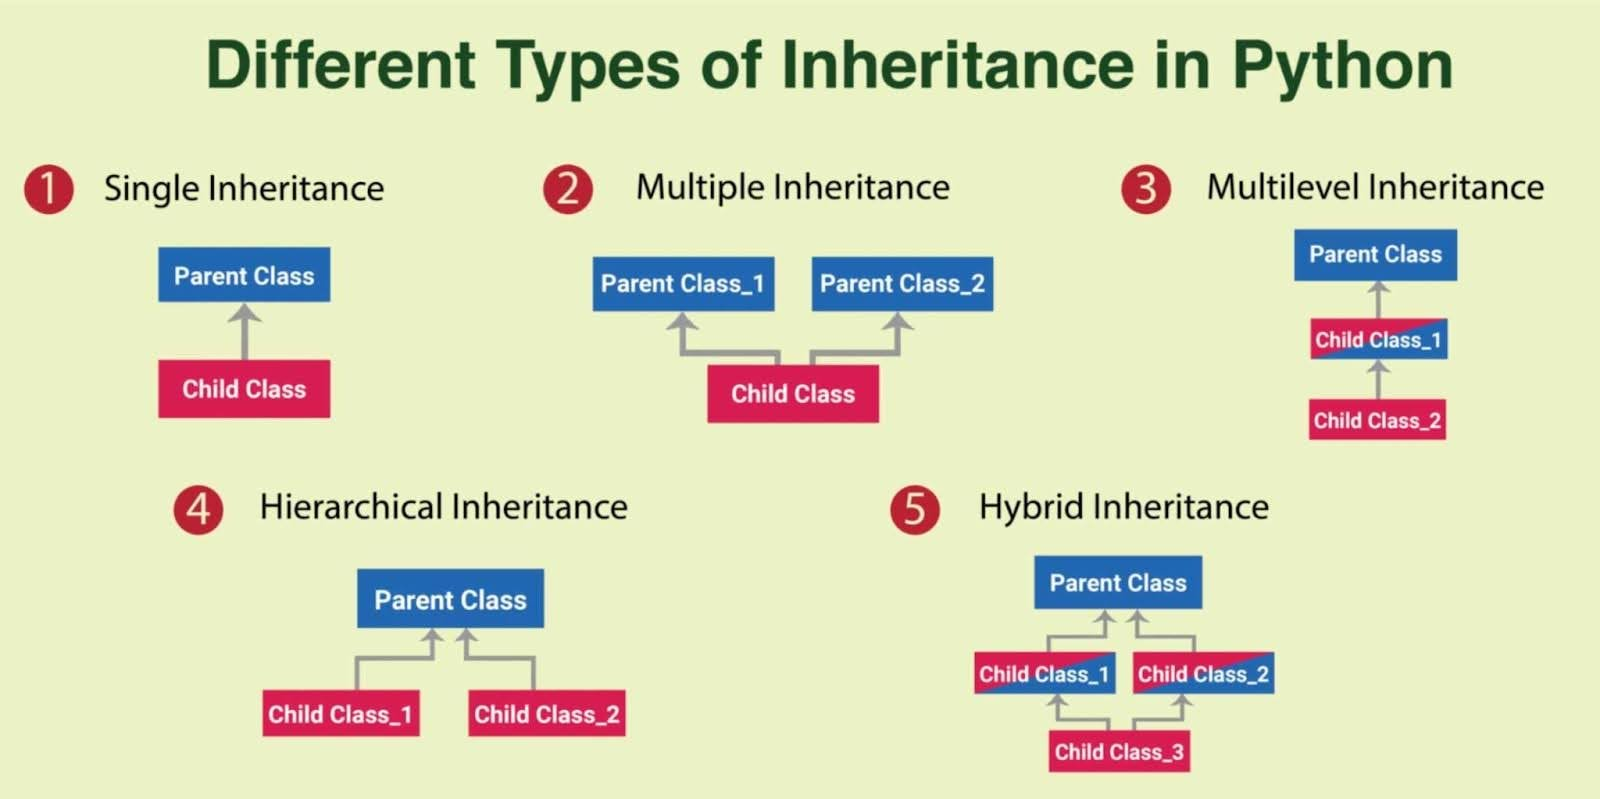 Different Types of Inheritance in Python
1 Single Inheritance
Parent Class
Child Class
2 Multiple Inheritance
Parent Class_1 Parent Class_2
Child Class
3 Multilevel Inheritance
Parent Class
Child Class_1
Child Class_2
4 Hierarchical Inheritance
Parent Class
Child Class_1 Child Class_2
5 Hybrid Inheritance
Parent Class
Child Class_1 Child Class_2
Child Class_3